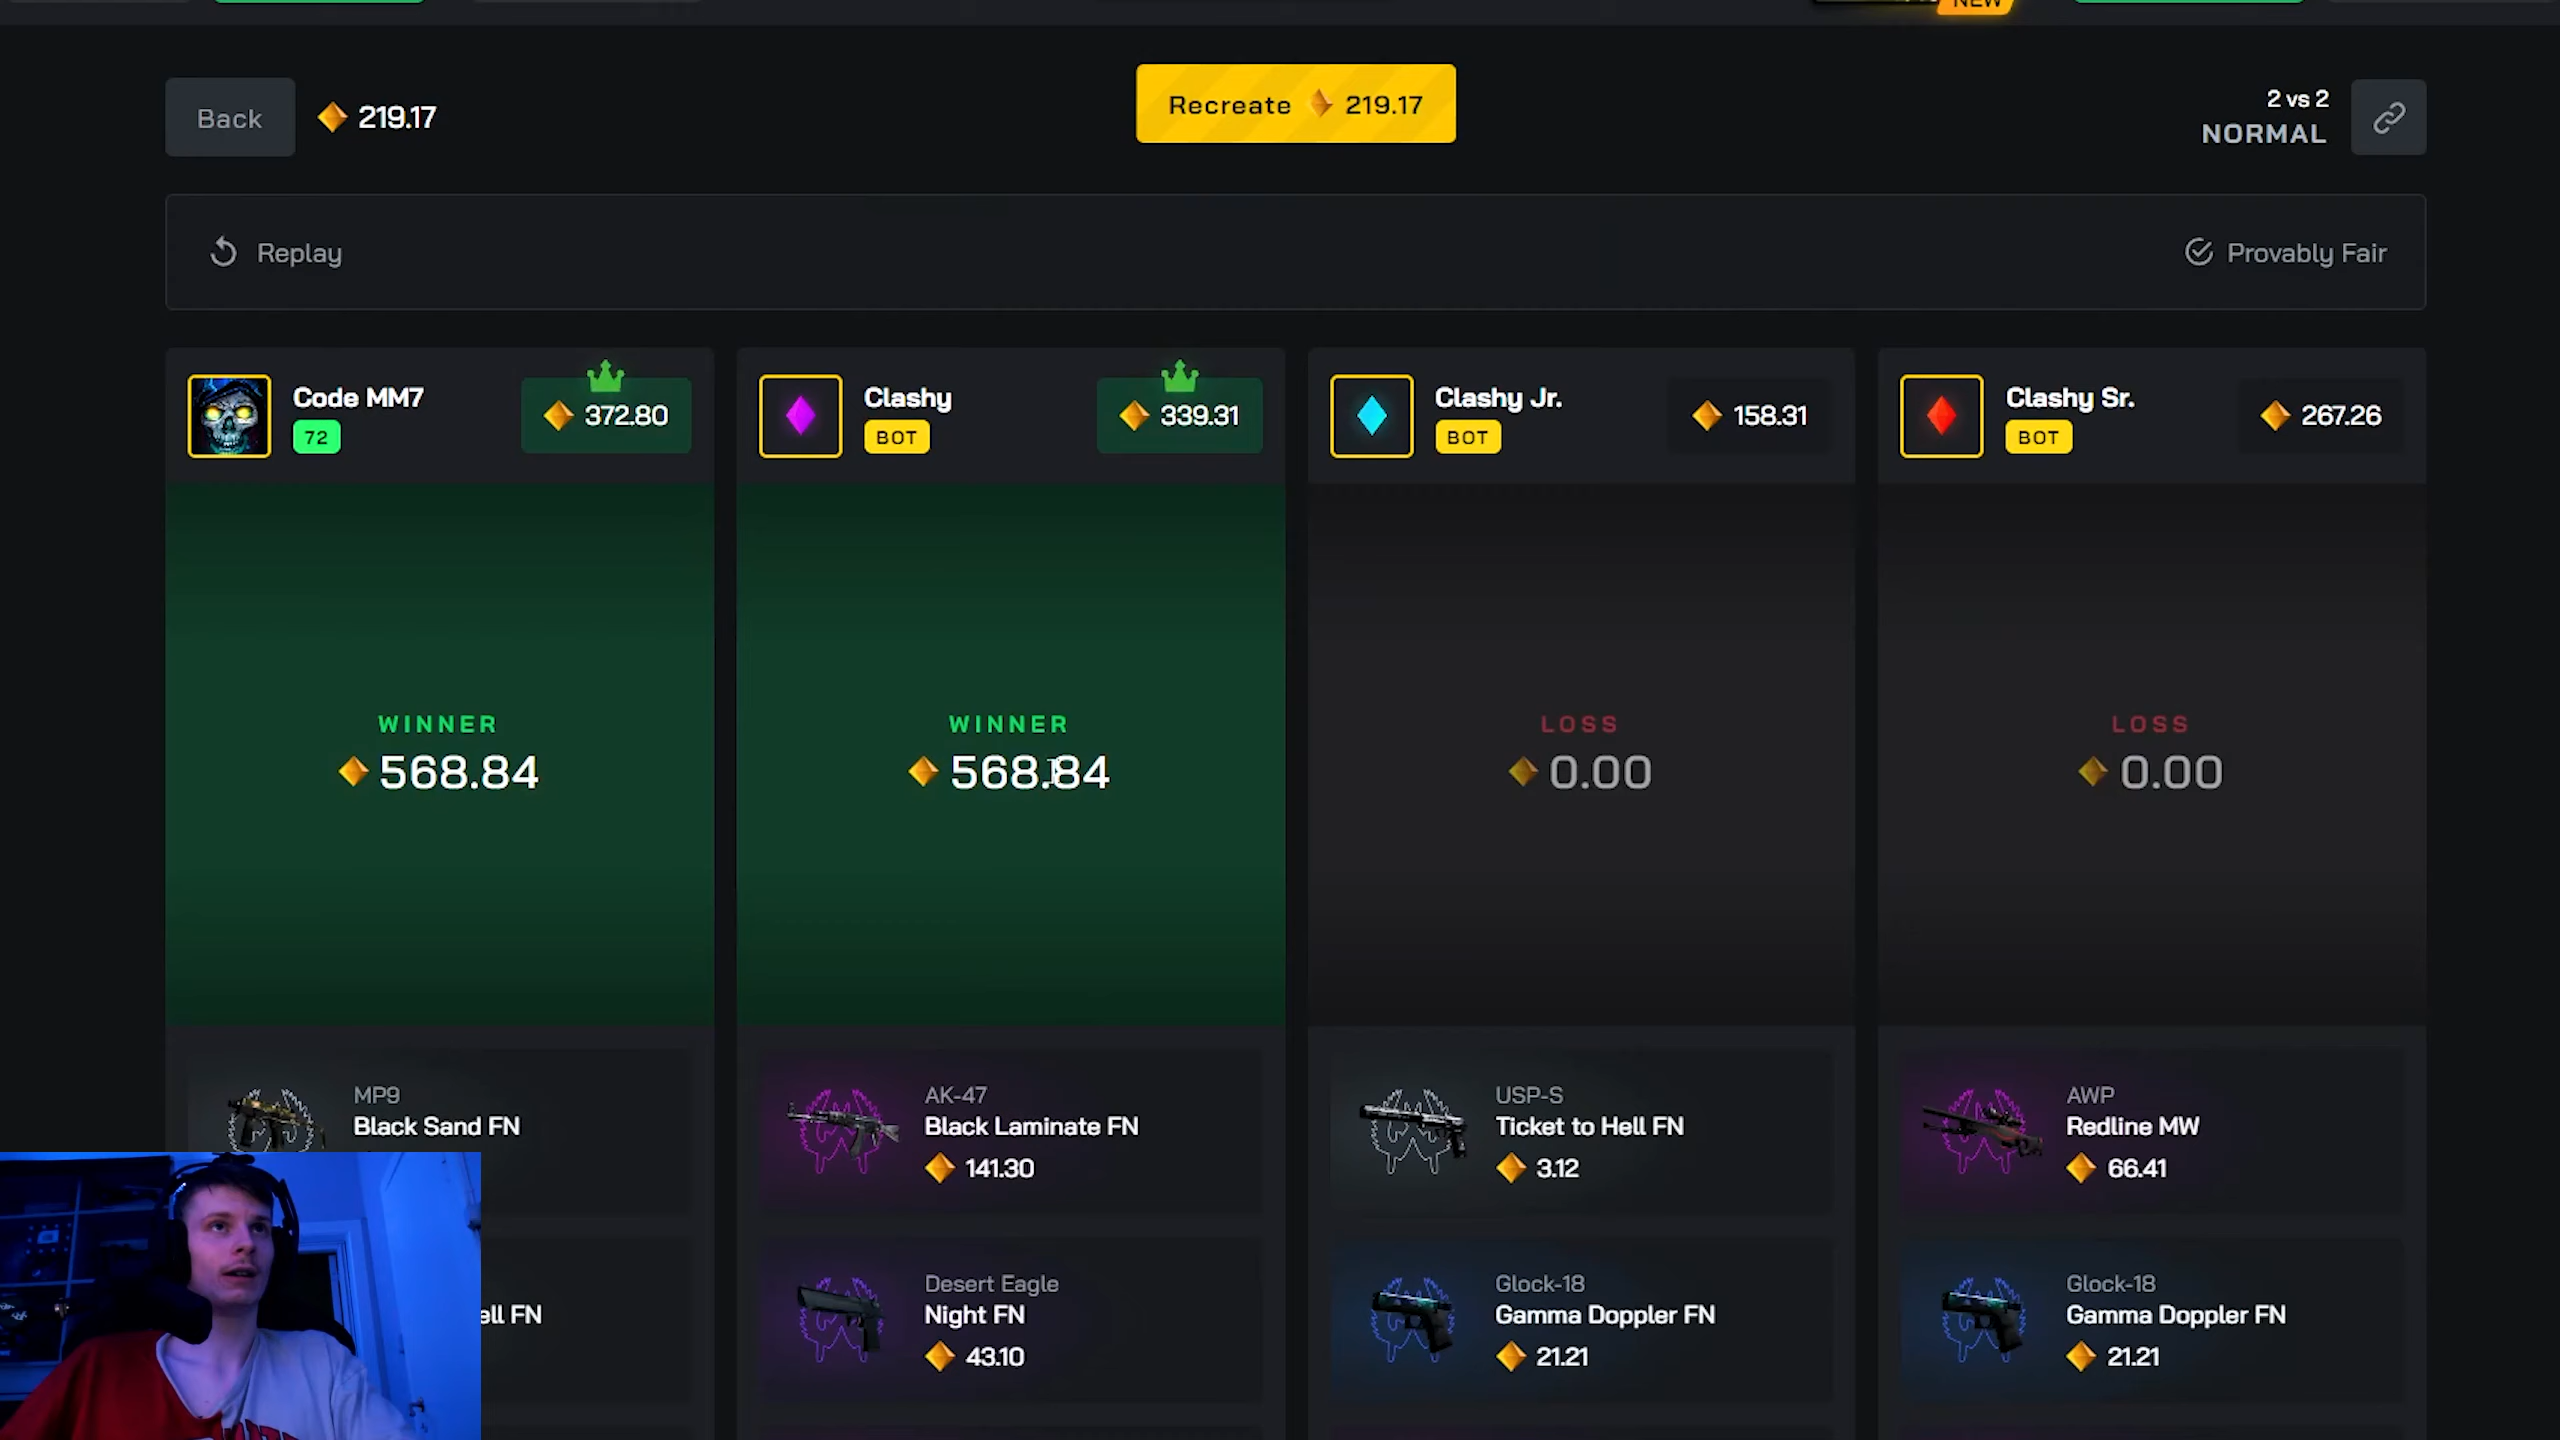 NEW
Back
219.17
Recreate 219.17
2 vs 2
NORMAL
Replay
Provably Fair
Code MM7
72
372.80
Clashy
BOT
339.31
Clashy Jr.
BOT
158.31
Clashy Sr.
BOT
267.26
WINNER
568.84
WINNER
568.84
LOSS
0.00
LOSS
0.00
MP9
Black Sand FN
AK-47
Black Laminate FN
141.30
USP-S
Ticket to Hell FN
3.12
AWP
Redline MW
66.41
ell FN
Desert Eagle
Night FN
43.10
Glock-18
Gamma Doppler FN
21.21
Glock-18
Gamma Doppler FN
21.21